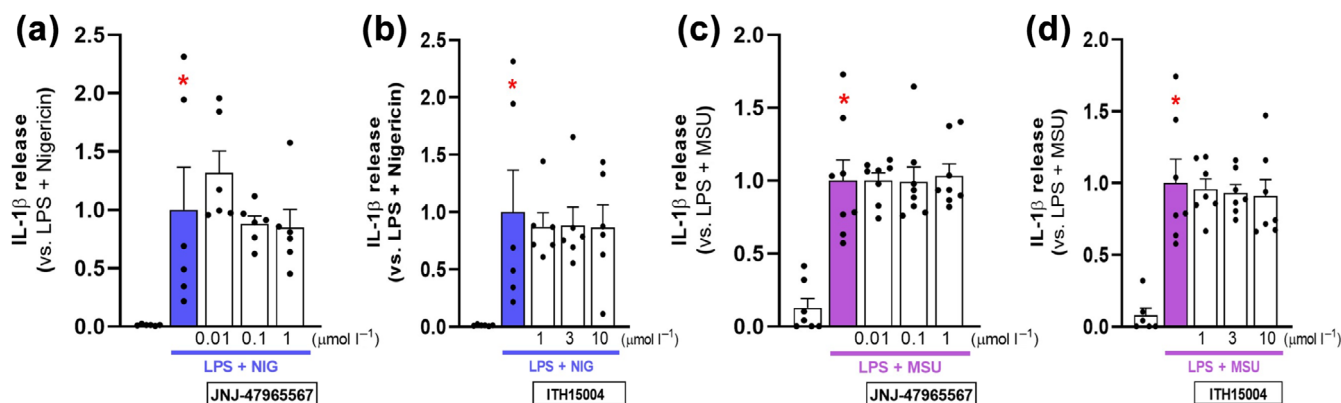 (a)
IL-1β release
(vs. LPS + Nigericin)
2.5
2.0
1.5
1.0
0.5
0.0
*
0.01 0.1 1 (μmol l⁻¹)
LPS + NIG
JNJ-47965567
(b)
IL-1β release
(vs. LPS + Nigericin)
2.5
2.0
1.5
1.0
0.5
0.0
*
1 3 10 (μmol l⁻¹)
LPS + NIG
ITH15004
(c)
IL-1β release
(vs. LPS + MSU)
2.0
1.5
1.0
0.5
0.0
*
0.01 0.1 1 (μmol l⁻¹)
LPS + MSU
JNJ-47965567
(d)
IL-1β release
(vs. LPS + MSU)
2.0
1.5
1.0
0.5
0.0
*
1 3 10 (μmol l⁻¹)
LPS + MSU
ITH15004